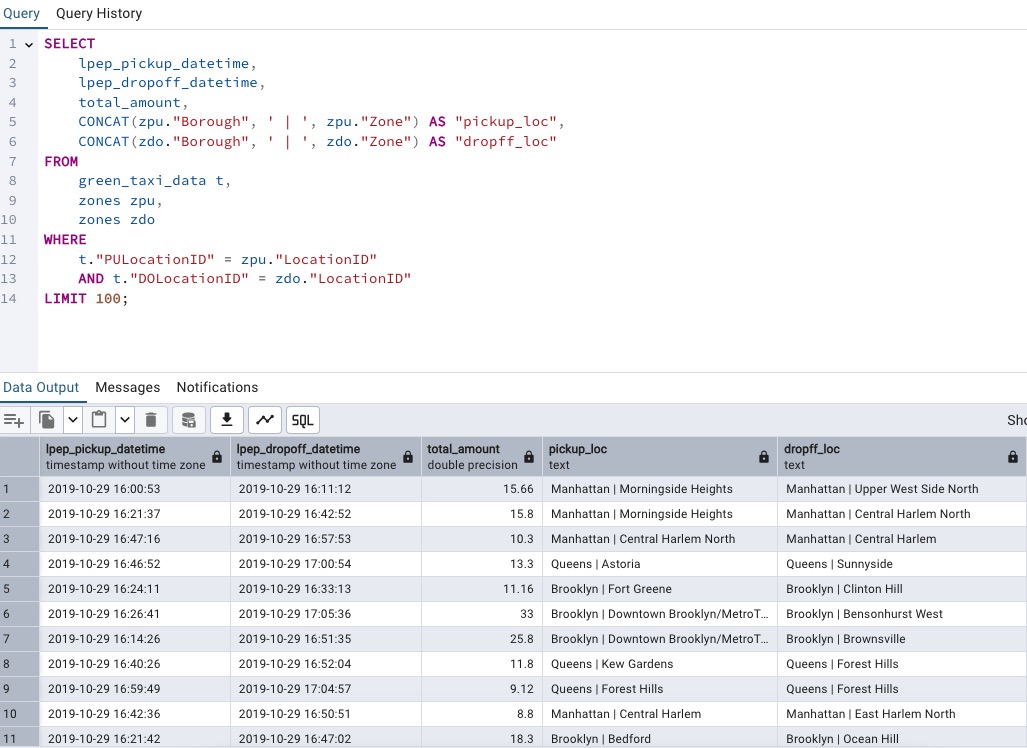 Query Query History
1 SELECT
2 lpep_pickup_datetime,
3 lpep_dropoff_datetime,
4 total_amount,
5 CONCAT(zpu."Borough", ' | ', zpu."Zone") AS "pickup_loc",
6 CONCAT(zdo."Borough", ' | ', zdo."Zone") AS "dropff_loc"
7 FROM
8 green_taxi_data t,
9 zones zpu,
10 zones zdo
11 WHERE
12 t."PULocationID" = zpu."LocationID"
13 AND t."DOLocationID" = zdo."LocationID"
14 LIMIT 100;
Data Output Messages Notifications
SQL Sho
lpep_pickup_datetime lpep_dropoff_datetime total_amount pickup_loc dropff_loc
timestamp without time zone timestamp without time zone double precision text text
1 2019-10-29 16:00:53 2019-10-29 16:11:12 15.66 Manhattan | Morningside Heights Manhattan | Upper West Side North
2 2019-10-29 16:21:37 2019-10-29 16:42:52 15.8 Manhattan | Morningside Heights Manhattan | Central Harlem North
3 2019-10-29 16:47:16 2019-10-29 16:57:53 10.3 Manhattan | Central Harlem North Manhattan | Central Harlem
4 2019-10-29 16:46:52 2019-10-29 17:00:54 13.3 Queens | Astoria Queens | Sunnyside
5 2019-10-29 16:24:11 2019-10-29 16:33:13 11.16 Brooklyn | Fort Greene Brooklyn | Clinton Hill
6 2019-10-29 16:26:41 2019-10-29 17:05:36 33 Brooklyn | Downtown Brooklyn/MetroT... Brooklyn | Bensonhurst West
7 2019-10-29 16:14:26 2019-10-29 16:51:35 25.8 Brooklyn | Downtown Brooklyn/MetroT... Brooklyn | Brownsville
8 2019-10-29 16:40:26 2019-10-29 16:52:04 11.8 Queens | Kew Gardens Queens | Forest Hills
9 2019-10-29 16:59:49 2019-10-29 17:04:57 9.12 Queens | Forest Hills Queens | Forest Hills
10 2019-10-29 16:42:36 2019-10-29 16:50:51 8.8 Manhattan | Central Harlem Manhattan | East Harlem North
11 2019-10-29 16:21:42 2019-10-29 16:47:02 18.3 Brooklyn | Bedford Brooklyn | Ocean Hill